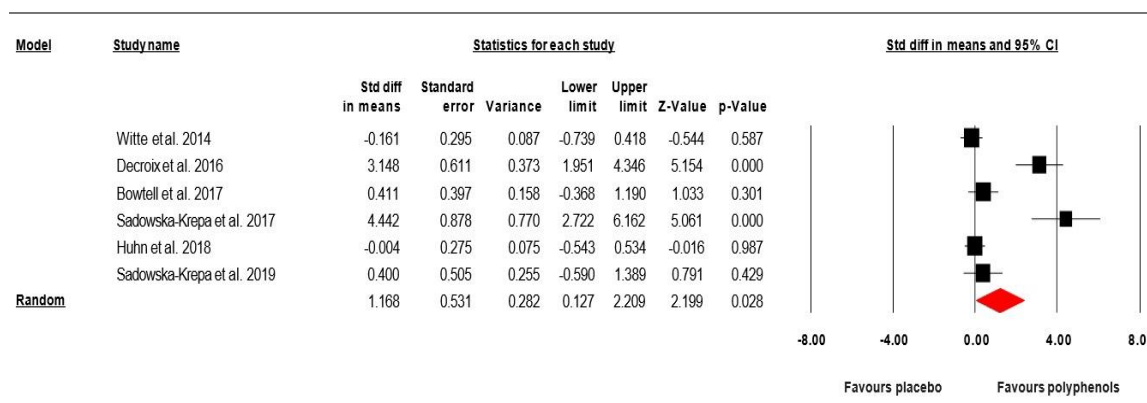 Model Study name Statistics for each study Std diff in means and 95% CI
Std diff Standard Lower Upper
in means error Variance limit limit Z-Value p-Value
Witte et al. 2014 -0.161 0.295 0.087 -0.739 0.418 -0.544 0.587
Decroix et al. 2016 3.148 0.611 0.373 1.951 4.346 5.154 0.000
Bowtell et al. 2017 0.411 0.397 0.158 -0.368 1.190 1.033 0.301
Sadowska-Krepa et al. 2017 4.442 0.878 0.770 2.722 6.162 5.061 0.000
Huhn et al. 2018 -0.004 0.275 0.075 -0.543 0.534 -0.016 0.987
Sadowska-Krepa et al. 2019 0.400 0.505 0.255 -0.590 1.389 0.791 0.429
Random 1.168 0.531 0.282 0.127 2.209 2.199 0.028
-8.00 -4.00 0.00 4.00 8.0
Favours placebo Favours polyphenols